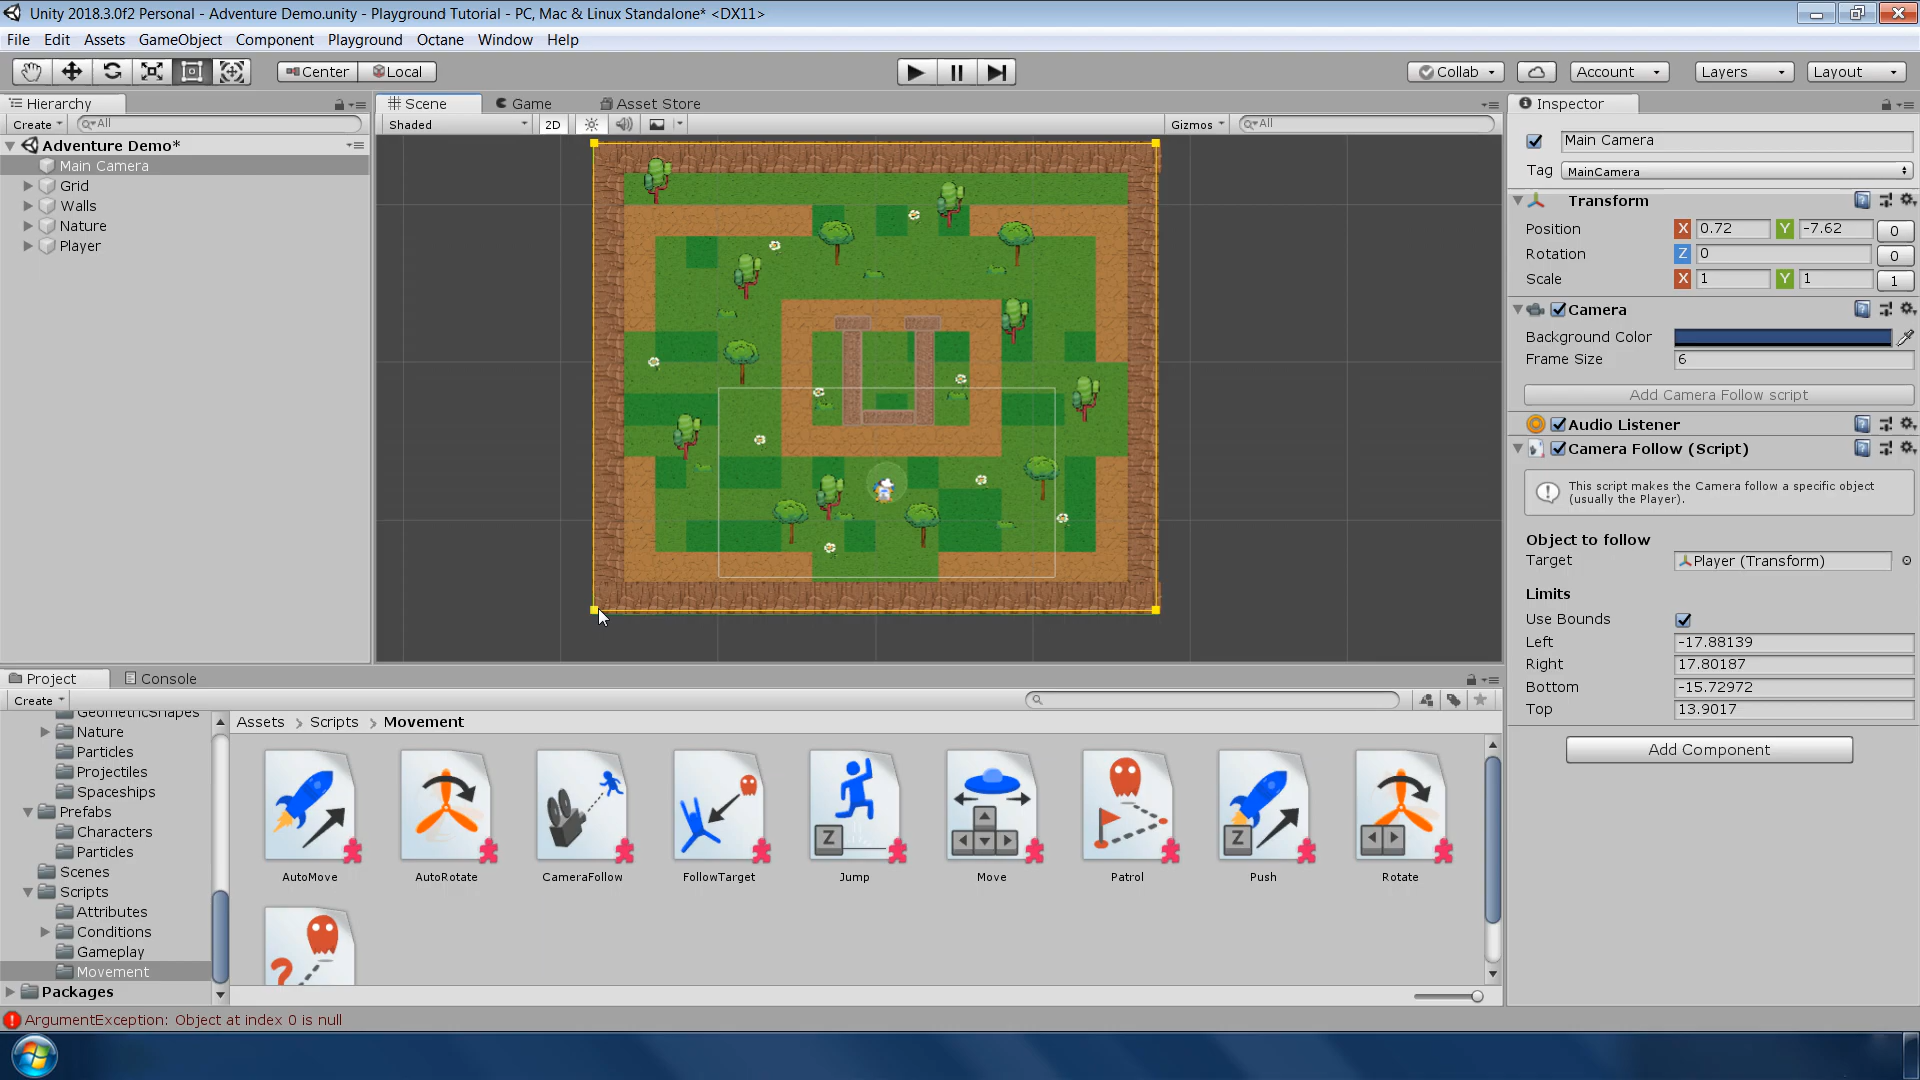 Unity 2018.3.0f2 Personal - Adventure Demo.unity - Playground Tutorial - PC, Mac & Linux Standalone* <DX11>
File Edit Assets GameObject Component Playground Octane Window Help
Center Local Collab Account Layers Layout
Hierarchy
Create All
Adventure Demo*
Main Camera
Grid
Walls
Nature
Player
Scene Game Asset Store
Shaded 2D Gizmos All
Inspector
Main Camera
Tag MainCamera
Transform
Position X 0.72 Y -7.62 0
Rotation Z 0 0
Scale X 1 Y 1 1
Camera
Background Color
Frame Size 6
Add Camera Follow script
Audio Listener
Camera Follow (Script)
This script makes the Camera follow a specific object
(usually the Player).
Object to follow
Target Player (Transform)
Limits
Use Bounds
Left -17.88139
Right 17.80187
Bottom -15.72972
Top 13.9017
Add Component
Project Console
Create
GeometricShapes
Nature
Particles
Projectiles
Spaceships
Prefabs
Characters
Particles
Scenes
Scripts
Attributes
Conditions
Gameplay
Movement
Packages
Assets > Scripts > Movement
Z Z
AutoMove AutoRotate CameraFollow FollowTarget Jump Move Patrol Push Rotate
?
ArgumentException: Object at index 0 is null